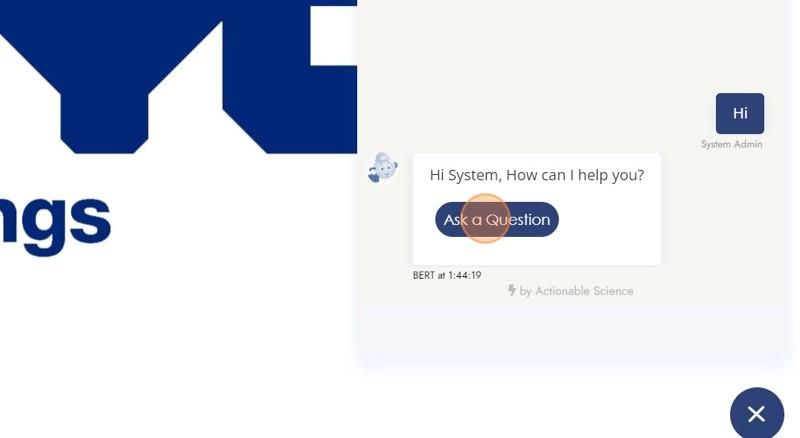 Hi
System Admin
ngs
Hi System, How can I help you?
Ask a Question
BERT at 1:44:19
by Actionable Science